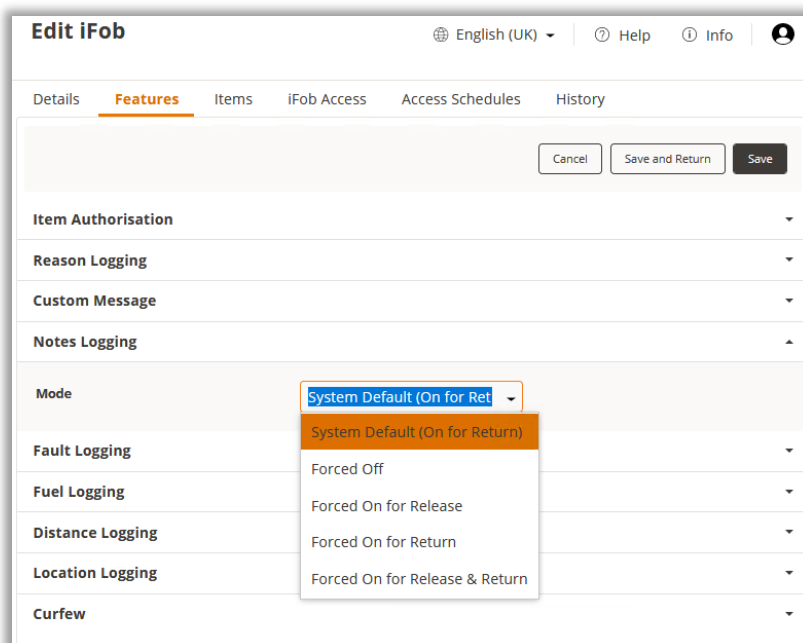 Edit iFob
English (UK)
Help
Info
Details Features Items iFob Access Access Schedules History
Cancel Save and Return Save
Item Authorisation
Reason Logging
Custom Message
Notes Logging
Mode System Default (On for Ret
System Default (On for Return)
Forced Off
Forced On for Release
Forced On for Return
Forced On for Release & Return
Fault Logging
Fuel Logging
Distance Logging
Location Logging
Curfew